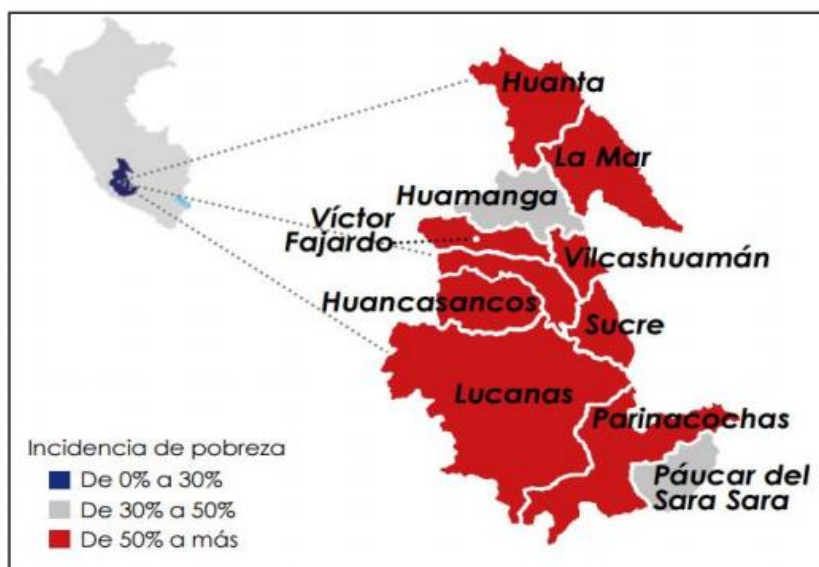 Huanta
La Mar
Huamanga
Víctor
Fajardo
Vilcashuamán
Huancasancos
Sucre
Lucanas
Parinacochas
Páucar del
Sara Sara
Incidencia de pobreza
De 0% a 30%
De 30% a 50%
De 50% a más